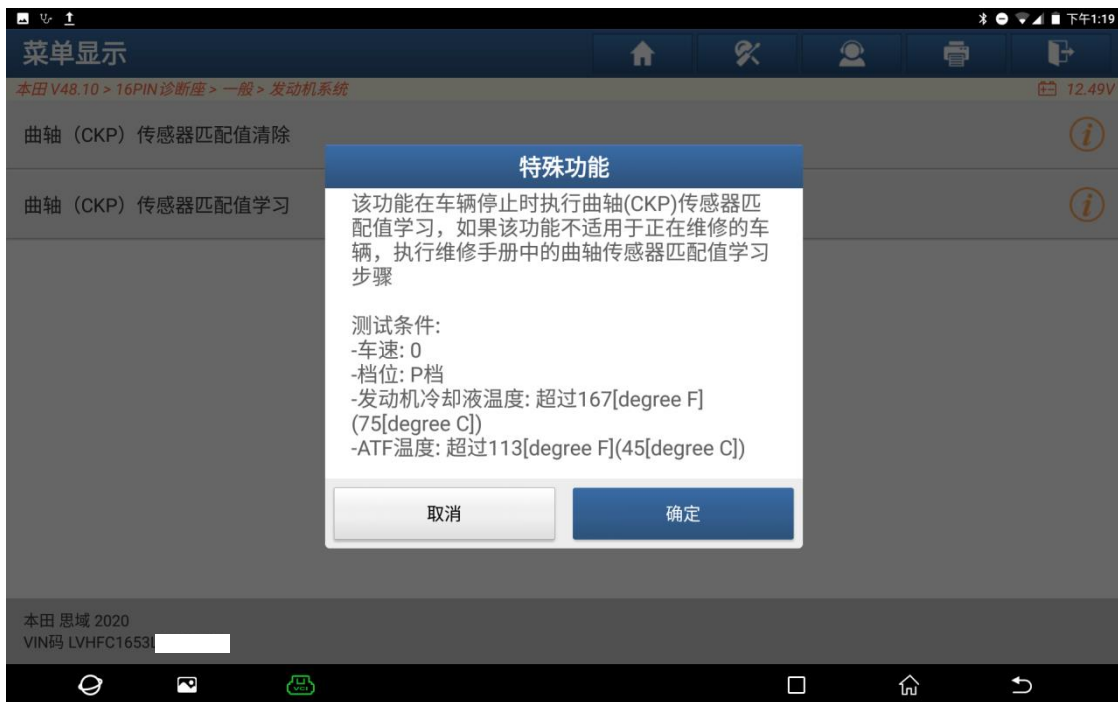 下午1:19
菜单显示
本田 V48.10 > 16PIN诊断座 > 一般 > 发动机系统
12.49V
曲轴（CKP）传感器匹配值清除
曲轴（CKP）传感器匹配值学习
特殊功能
该功能在车辆停止时执行曲轴(CKP)传感器匹
配值学习，如果该功能不适用于正在维修的车
辆，执行维修手册中的曲轴传感器匹配值学习
步骤
测试条件:
-车速: 0
-档位: P档
-发动机冷却液温度: 超过167[degree F]
(75[degree C])
-ATF温度: 超过113[degree F](45[degree C])
取消
确定
本田 思域 2020
VIN码 LVHFC1653L
VCI